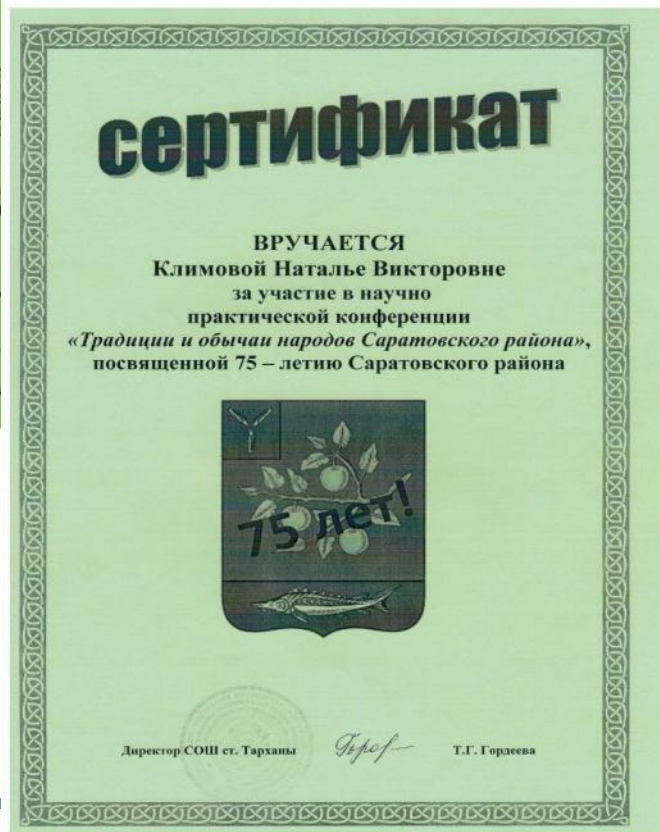 сертификат
ВРУЧАЕТСЯ
Климовой Наталье Викторовне
за участие в научно
практической конференции
«Традиции и обычаи народов Саратовского района»,
посвященной 75 – летию Саратовского района
75 лет!
Директор СОШ ст. Тарханы Т.Г. Гордеева